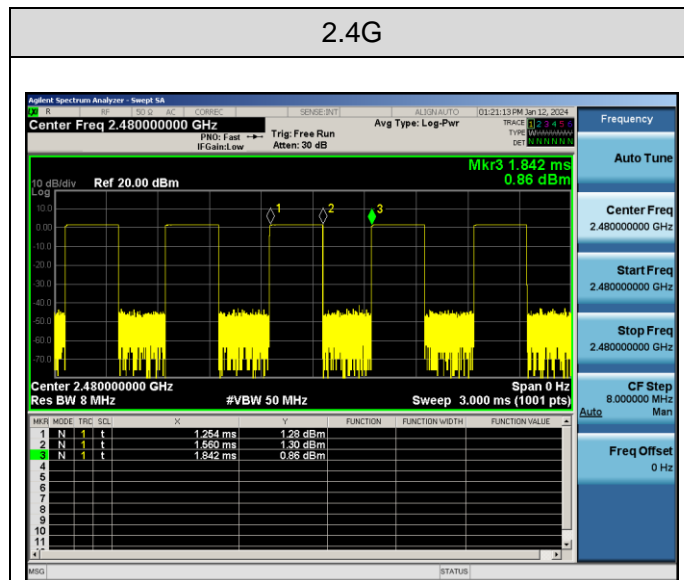 2.4G
Agilent Spectrum Analyzer - Swept SA
R RF 50 Ω AC CORREC SENSE:INT ALIGNAUTO 01:21:13 PM Jan 12, 2024
Center Freq 2.480000000 GHz Avg Type: Log-Pwr TRACE 1 2 3 4 5 6
PNO: Fast Trig: Free Run TYPE
IFGain:Low Atten: 30 dB DET N N N N N N
Mkr3 1.842 ms
10 dB/div Ref 20.00 dBm 0.86 dBm
Log
10.0
0.00
-10.0
-20.0
-30.0
-40.0
-50.0
-60.0
-70.0
1 2 3
Center 2.480000000 GHz Span 0 Hz
Res BW 8 MHz #VBW 50 MHz Sweep 3.000 ms (1001 pts)
MKR MODE TRC SCL X Y FUNCTION FUNCTION WIDTH FUNCTION VALUE
1 N 1 t 1.254 ms 1.28 dBm
2 N 1 t 1.560 ms 1.30 dBm
3 N 1 t 1.842 ms 0.86 dBm
4
5
6
7
8
9
10
11
MSG STATUS
Frequency
Auto Tune
Center Freq
2.480000000 GHz
Start Freq
2.480000000 GHz
Stop Freq
2.480000000 GHz
CF Step
8.000000 MHz
Auto Man
Freq Offset
0 Hz